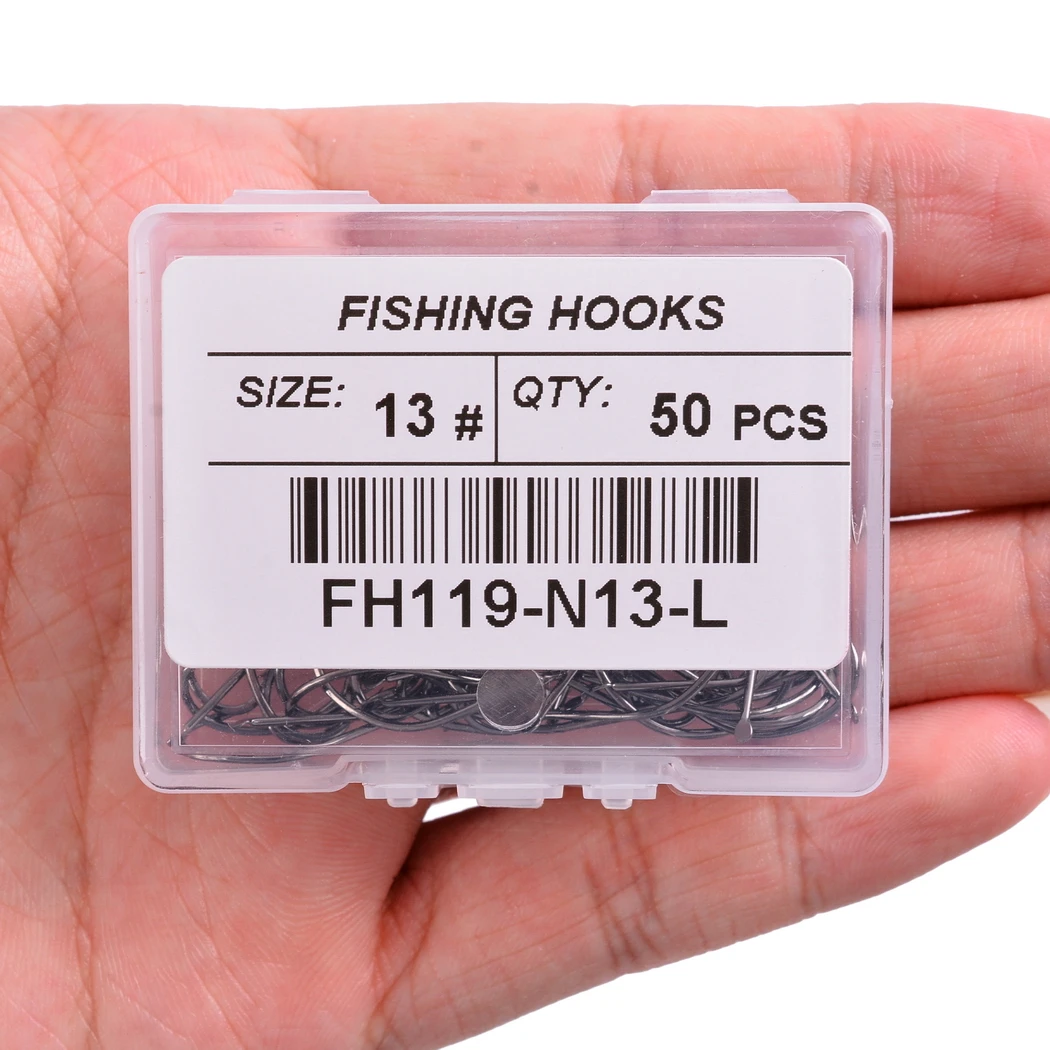 FISHING HOOKS
SIZE: 13 # QTY: 50 PCS
FH119-N13-L